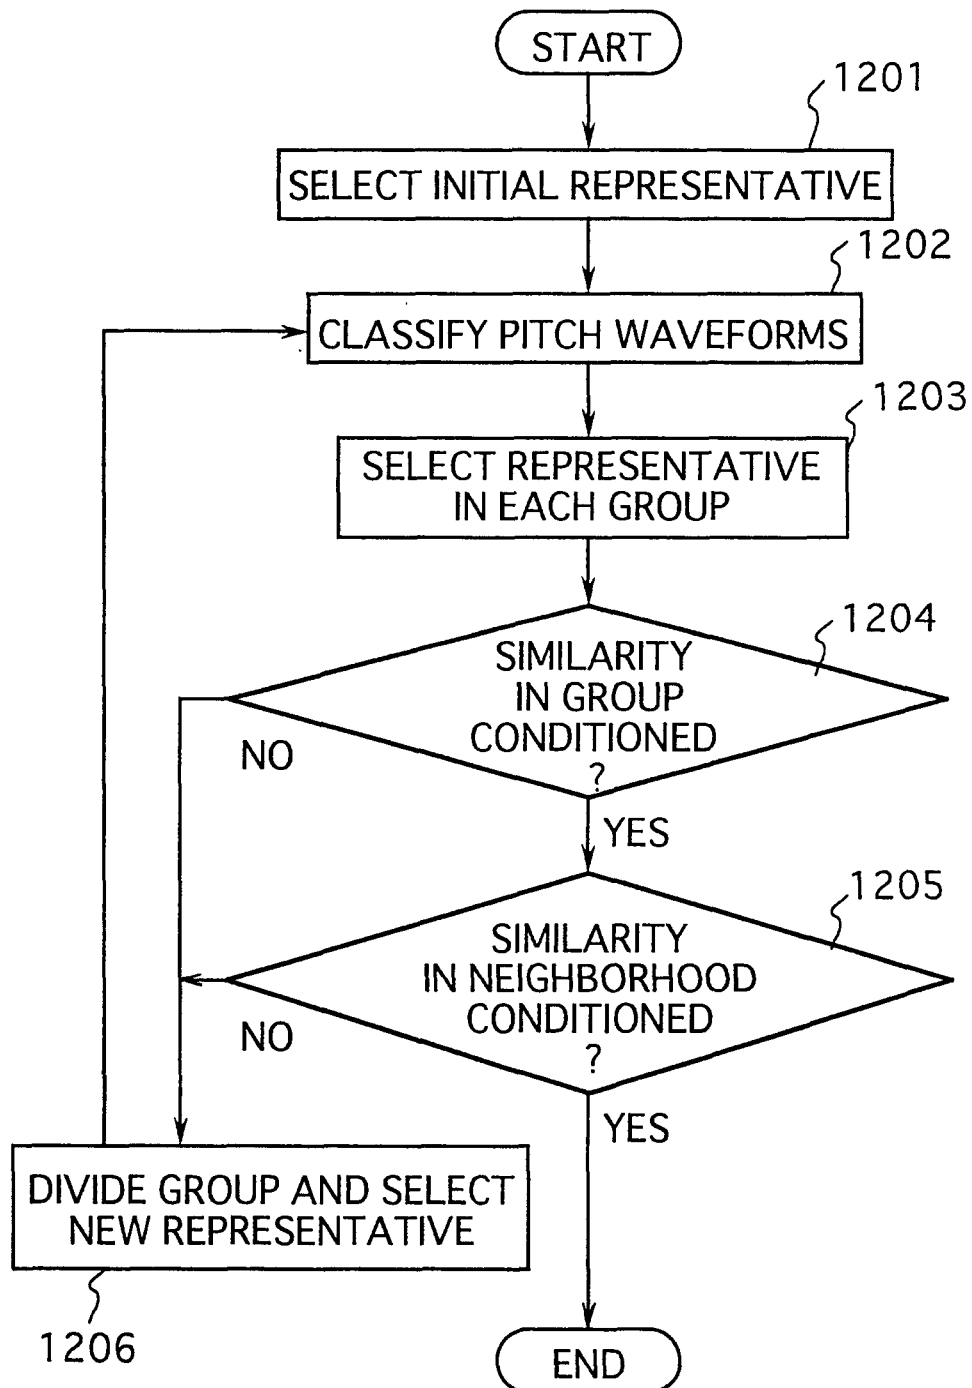 START
1201
SELECT INITIAL REPRESENTATIVE
1202
CLASSIFY PITCH WAVEFORMS
1203
SELECT REPRESENTATIVE
IN EACH GROUP
1204
SIMILARITY
IN GROUP
CONDITIONED
?
NO
YES
1205
SIMILARITY
IN NEIGHBORHOOD
CONDITIONED
?
NO
YES
DIVIDE GROUP AND SELECT
NEW REPRESENTATIVE
1206
END